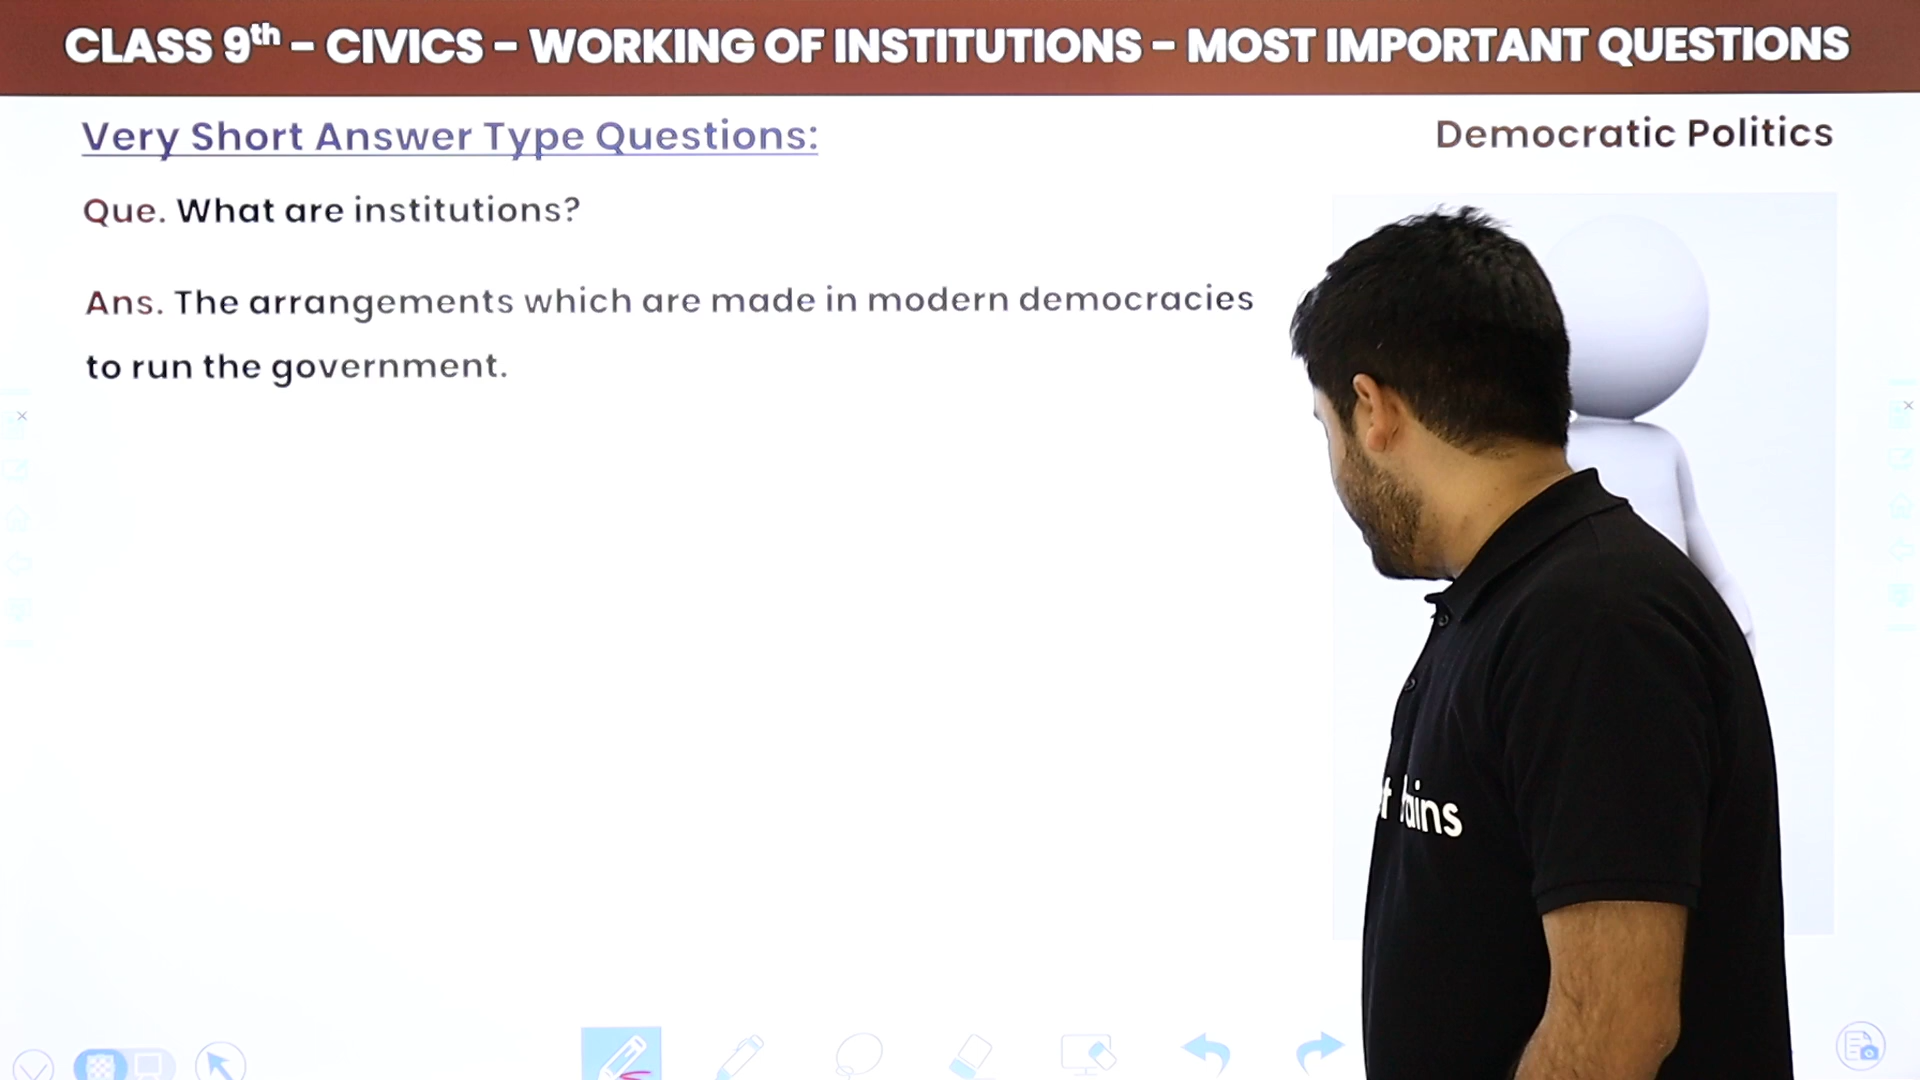 CLASS 9th – CIVICS – WORKING OF INSTITUTIONS – MOST IMPORTANT QUESTIONS
Very Short Answer Type Questions:
Democratic Politics
Que. What are institutions?
Ans. The arrangements which are made in modern democracies
to run the government.